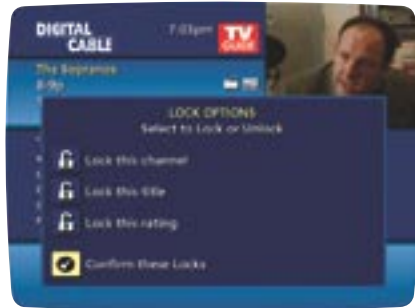 DIGITAL
CABLE
7:03pm
TV
GUIDE
The Sopranos
8-9p
LOCK OPTIONS
Select to Lock or Unlock
Lock this channel
Lock this title
Lock this rating
Confirm these Locks